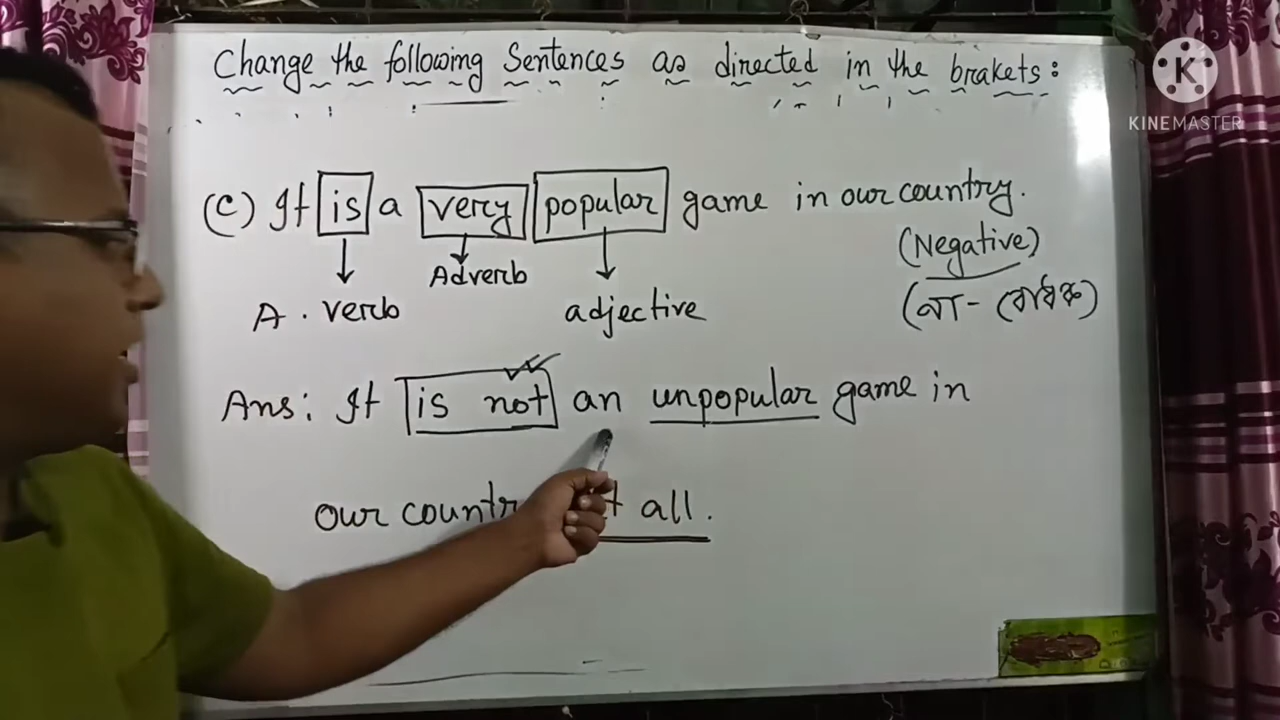 Change the following Sentences as directed in the brakets:
KINEMASTER
(c) It is a very popular game in our country.
(Negative)
A. verb Adverb adjective
(না-বোধক)
Ans: It is not an unpopular game in
our all.